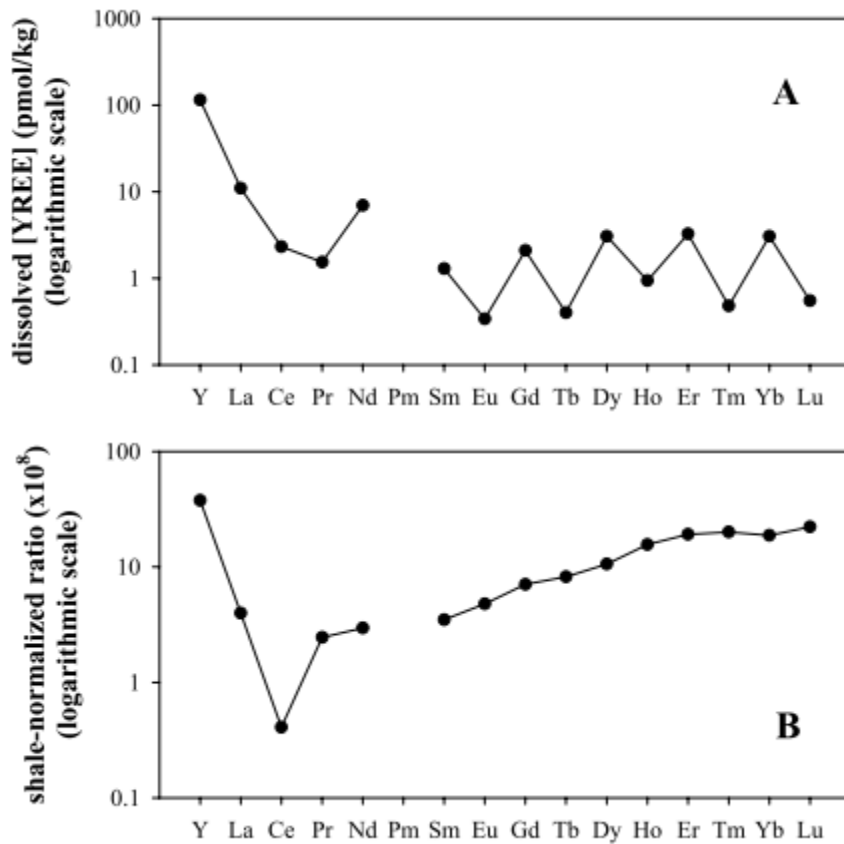 dissolved [YREE] (pmol/kg)
(logarithmic scale)
1000
100
10
1
0.1
A
Y La Ce Pr Nd Pm Sm Eu Gd Tb Dy Ho Er Tm Yb Lu
shale-normalized ratio (x10⁸)
(logarithmic scale)
100
10
1
0.1
B
Y La Ce Pr Nd Pm Sm Eu Gd Tb Dy Ho Er Tm Yb Lu